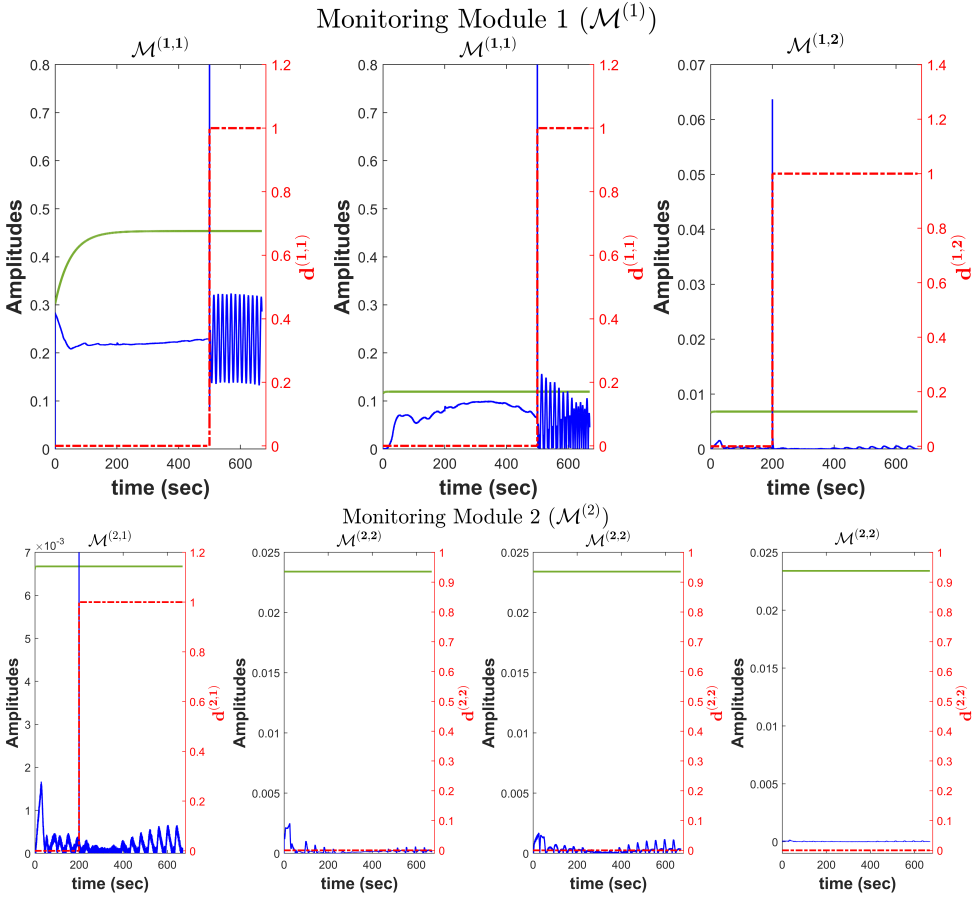 Monitoring Module 1 (ℳ⁽¹⁾)
ℳ⁽¹,¹⁾ ℳ⁽¹,¹⁾ ℳ⁽¹,²⁾
0.8 0.7 0.6 0.5 0.4 0.3 0.2 0.1 0
Amplitudes
1.2 1 0.8 0.6 0.4 0.2 0
d⁽¹,¹⁾
0 200 400 600
time (sec)
0.8 0.7 0.6 0.5 0.4 0.3 0.2 0.1 0
Amplitudes
1.2 1 0.8 0.6 0.4 0.2 0
d⁽¹,¹⁾
0 200 400 600
time (sec)
0.07 0.06 0.05 0.04 0.03 0.02 0.01 0
Amplitudes
1.4 1.2 1 0.8 0.6 0.4 0.2 0
d⁽¹,²⁾
0 200 400 600
time (sec)
Monitoring Module 2 (ℳ⁽²⁾)
ℳ⁽²,¹⁾ ℳ⁽²,²⁾ ℳ⁽²,²⁾ ℳ⁽²,²⁾
×10⁻³
7 6 5 4 3 2 1 0
Amplitudes
1.2 1 0.8 0.6 0.4 0.2 0
d⁽²,¹⁾
0 200 400 600
time (sec)
0.025 0.02 0.015 0.01 0.005 0
Amplitudes
1 0.9 0.8 0.7 0.6 0.5 0.4 0.3 0.2 0.1 0
d⁽²,²⁾
0 200 400 600
time (sec)
0.025 0.02 0.015 0.01 0.005 0
Amplitudes
1 0.9 0.8 0.7 0.6 0.5 0.4 0.3 0.2 0.1 0
d⁽²,²⁾
0 200 400 600
time (sec)
0.025 0.02 0.015 0.01 0.005 0
Amplitudes
1 0.9 0.8 0.7 0.6 0.5 0.4 0.3 0.2 0.1 0
d⁽²,²⁾
0 200 400 600
time (sec)